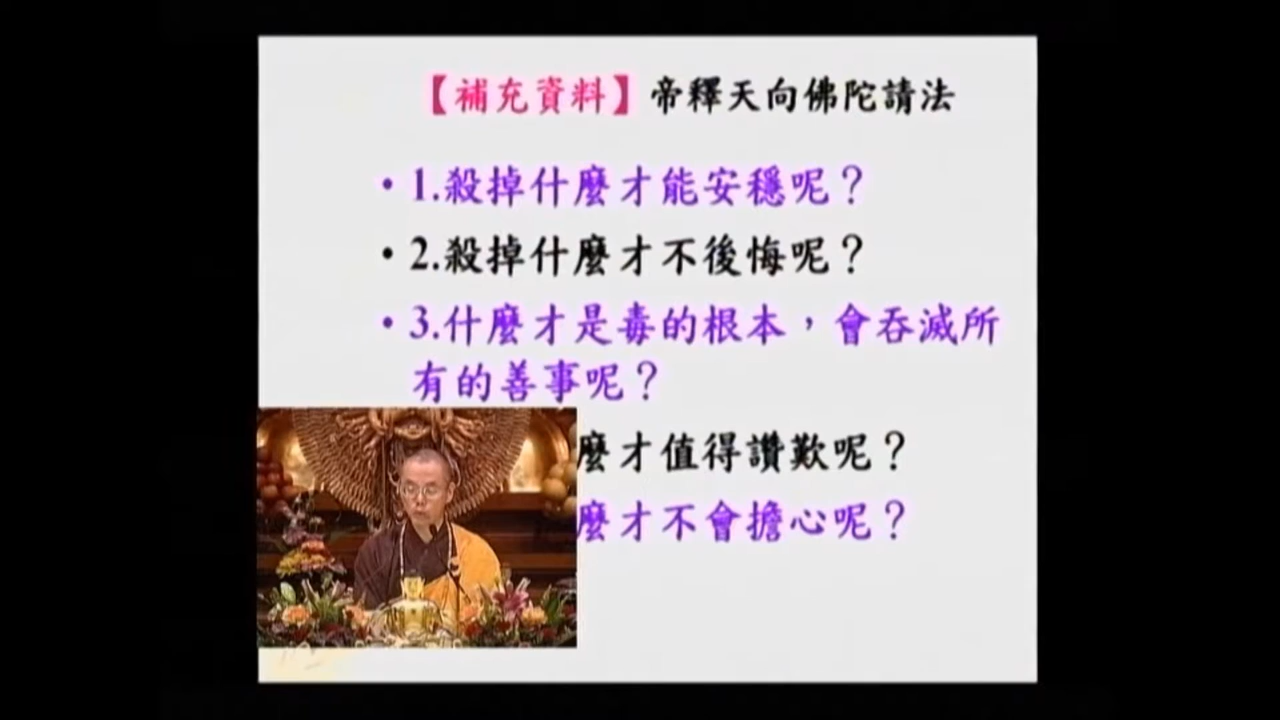 【補充資料】帝釋天向佛陀請法
• 1.殺掉什麼才能安穩呢？
• 2.殺掉什麼才不後悔呢？
• 3.什麼才是毒的根本，會吞滅所
有的善事呢？
麼才值得讚歎呢？
麼才不會擔心呢？